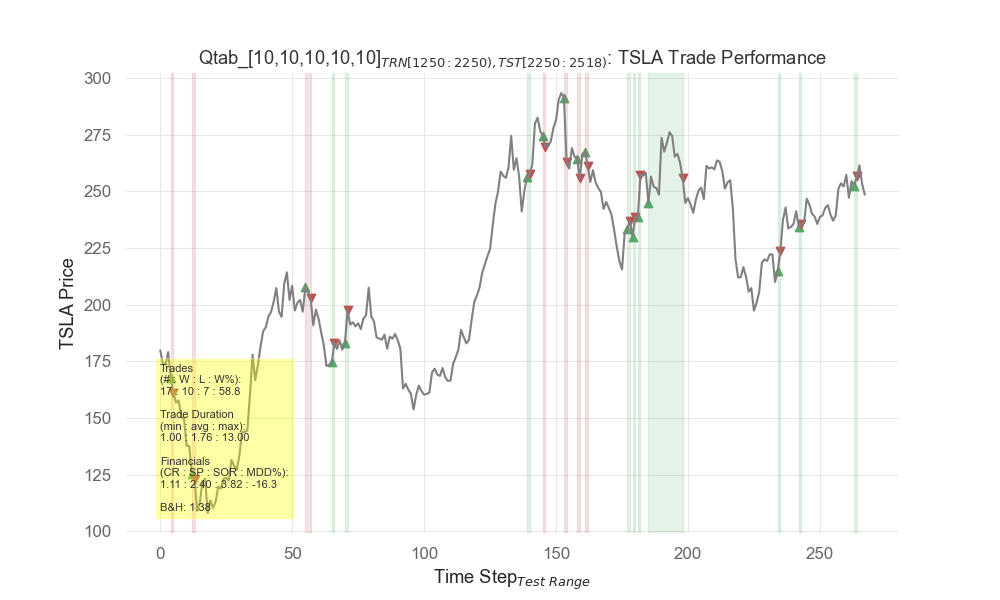 Qtab_[10,10,10,10,10]TRN[1250:2250),TST[2250:2518): TSLA Trade Performance
300
275
250
225
200
175
150
125
100
TSLA Price
Trades
(# : W : L : W%):
17 : 10 : 7 : 58.8
Trade Duration
(min : avg : max):
1.00 : 1.76 : 13.00
Financials
(CR : SP : SOR : MDD%):
1.11 : 2.40 : 3.82 : -16.3
B&H: 1.38
0 50 100 150 200 250
Time StepTest Range